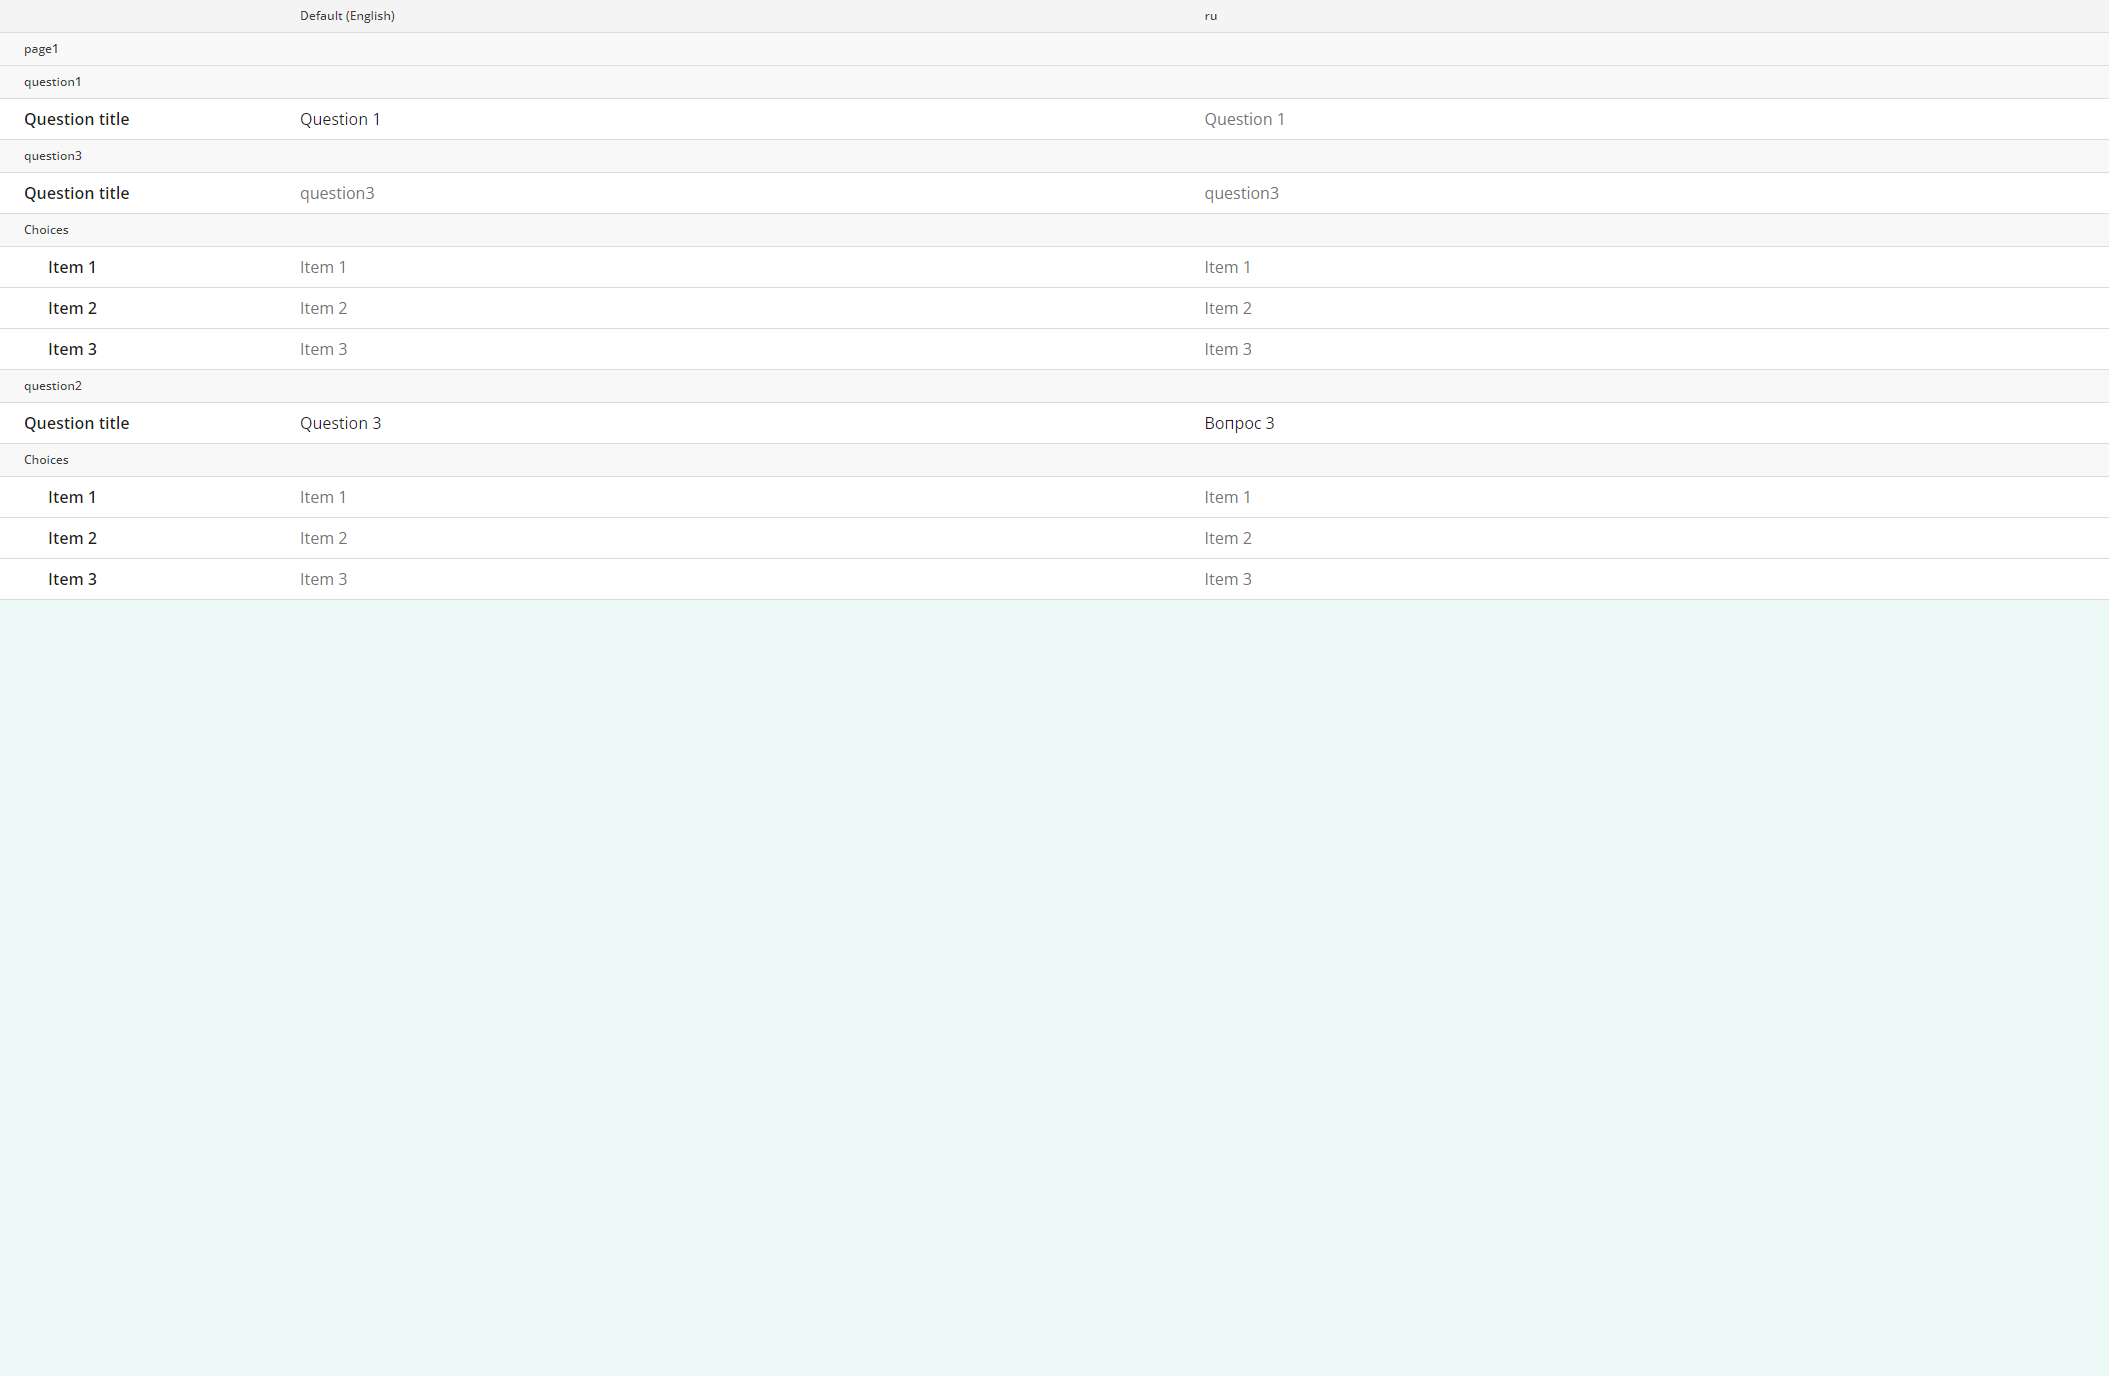 Default (English) ru
page1
question1
Question title Question 1 Question 1
question3
Question title question3 question3
Choices
Item 1 Item 1 Item 1
Item 2 Item 2 Item 2
Item 3 Item 3 Item 3
question2
Question title Question 3 Вопрос 3
Choices
Item 1 Item 1 Item 1
Item 2 Item 2 Item 2
Item 3 Item 3 Item 3